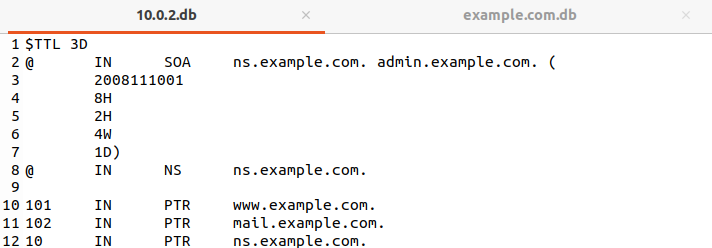 10.0.2.db × example.com.db ×
1 $TTL 3D
2 @ IN SOA ns.example.com. admin.example.com. (
3 2008111001
4 8H
5 2H
6 4W
7 1D)
8 @ IN NS ns.example.com.
9
10 101 IN PTR www.example.com.
11 102 IN PTR mail.example.com.
12 10 IN PTR ns.example.com.